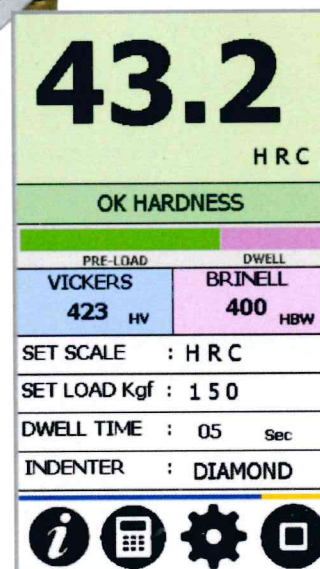 43.2
HRC
OK HARDNESS
PRE-LOAD DWELL
VICKERS BRINELL
423 HV 400 HBW
SET SCALE : HRC
SET LOAD Kgf : 150
DWELL TIME : 05 Sec
INDENTER : DIAMOND
i